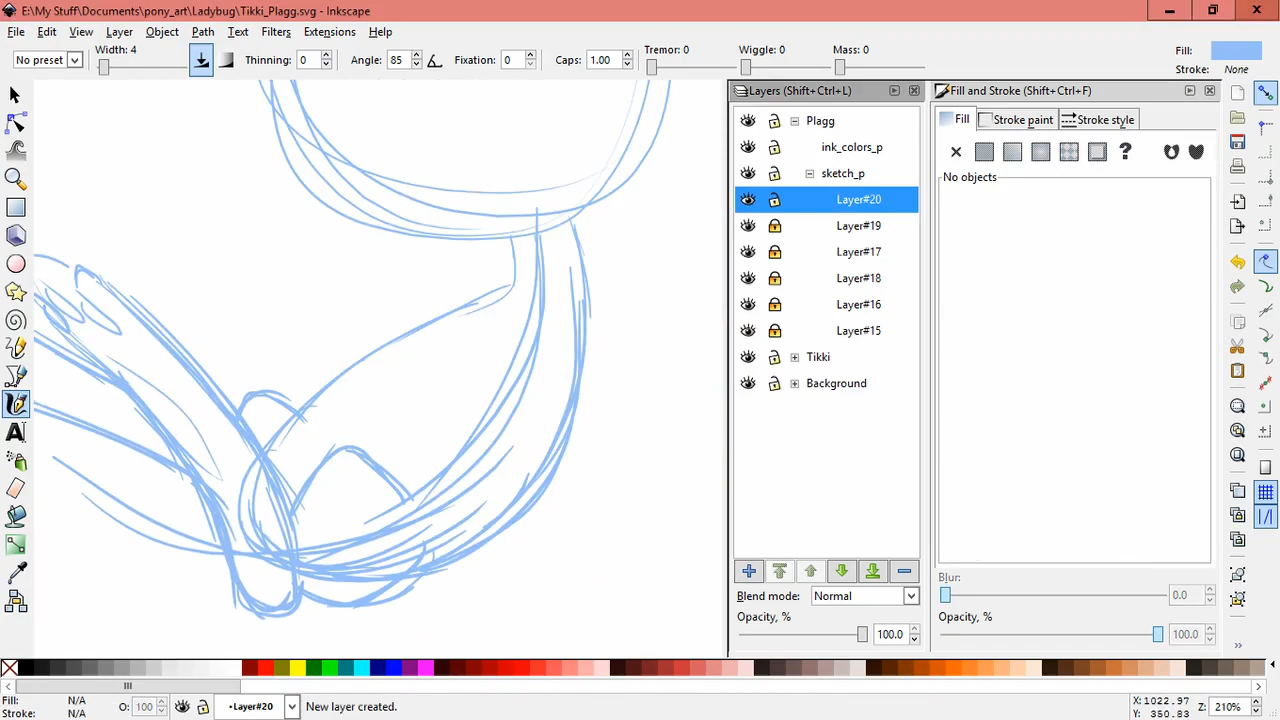 E:\My Stuff\Documents\pony_art\Ladybug\Tikki_Plagg.svg - Inkscape
File Edit View Layer Object Path Filters Text Extensions Help
No preset Width: 4 Thinning: 0 Angle: 85 Fixation: 0 Caps: 1.00 Tremor: 0 Wiggle: 0 Mass: 0 Fill:
Stroke: None
Layers (Shift+Ctrl+L) Fill and Stroke (Shift+Ctrl+F)
Plagg Fill Stroke paint Stroke style
ink_colors_p
sketch_p ?
No objects
Layer#20
Layer#19
Layer#17
Layer#18
Layer#16
Layer#15
Tikki
Background
Blend mode: Normal Blur: 0.0
Opacity, % 100.0 Opacity, % 100.0
Fill: N/A
Stroke: N/A
O: 100 •Layer#20 New layer created. X:1022.97
Y: 350.83 Z: 210%